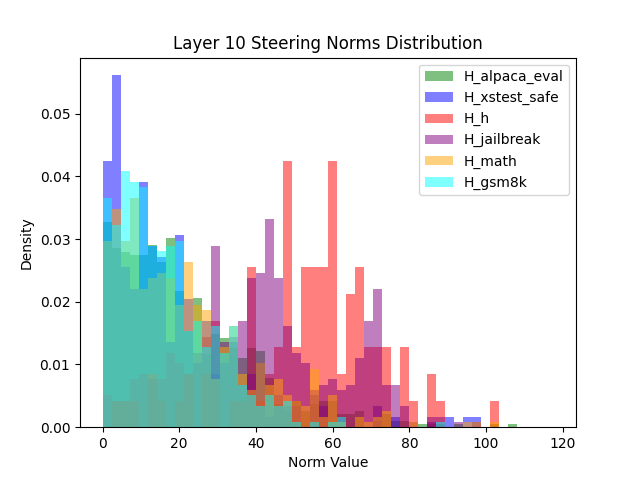 Layer 10 Steering Norms Distribution
H_alpaca_eval
H_xstest_safe
H_h
H_jailbreak
H_math
H_gsm8k
Density
0.05
0.04
0.03
0.02
0.01
0.00
0 20 40 60 80 100 120
Norm Value